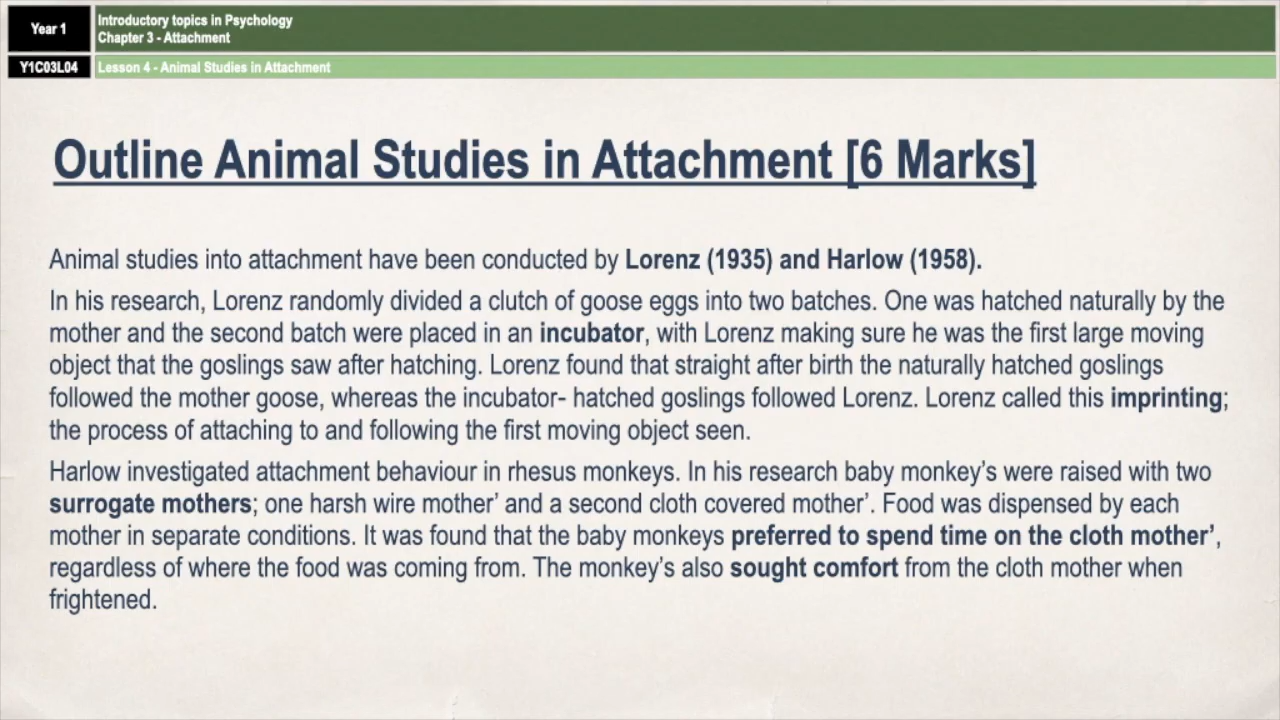 Year 1
Introductory topics in Psychology
Chapter 3 - Attachment
Y1C03L04
Lesson 4 - Animal Studies in Attachment
Outline Animal Studies in Attachment [6 Marks]
Animal studies into attachment have been conducted by Lorenz (1935) and Harlow (1958).
In his research, Lorenz randomly divided a clutch of goose eggs into two batches. One was hatched naturally by the
mother and the second batch were placed in an incubator, with Lorenz making sure he was the first large moving
object that the goslings saw after hatching. Lorenz found that straight after birth the naturally hatched goslings
followed the mother goose, whereas the incubator- hatched goslings followed Lorenz. Lorenz called this imprinting;
the process of attaching to and following the first moving object seen.
Harlow investigated attachment behaviour in rhesus monkeys. In his research baby monkey’s were raised with two
surrogate mothers; one harsh wire mother’ and a second cloth covered mother’. Food was dispensed by each
mother in separate conditions. It was found that the baby monkeys preferred to spend time on the cloth mother’,
regardless of where the food was coming from. The monkey’s also sought comfort from the cloth mother when
frightened.